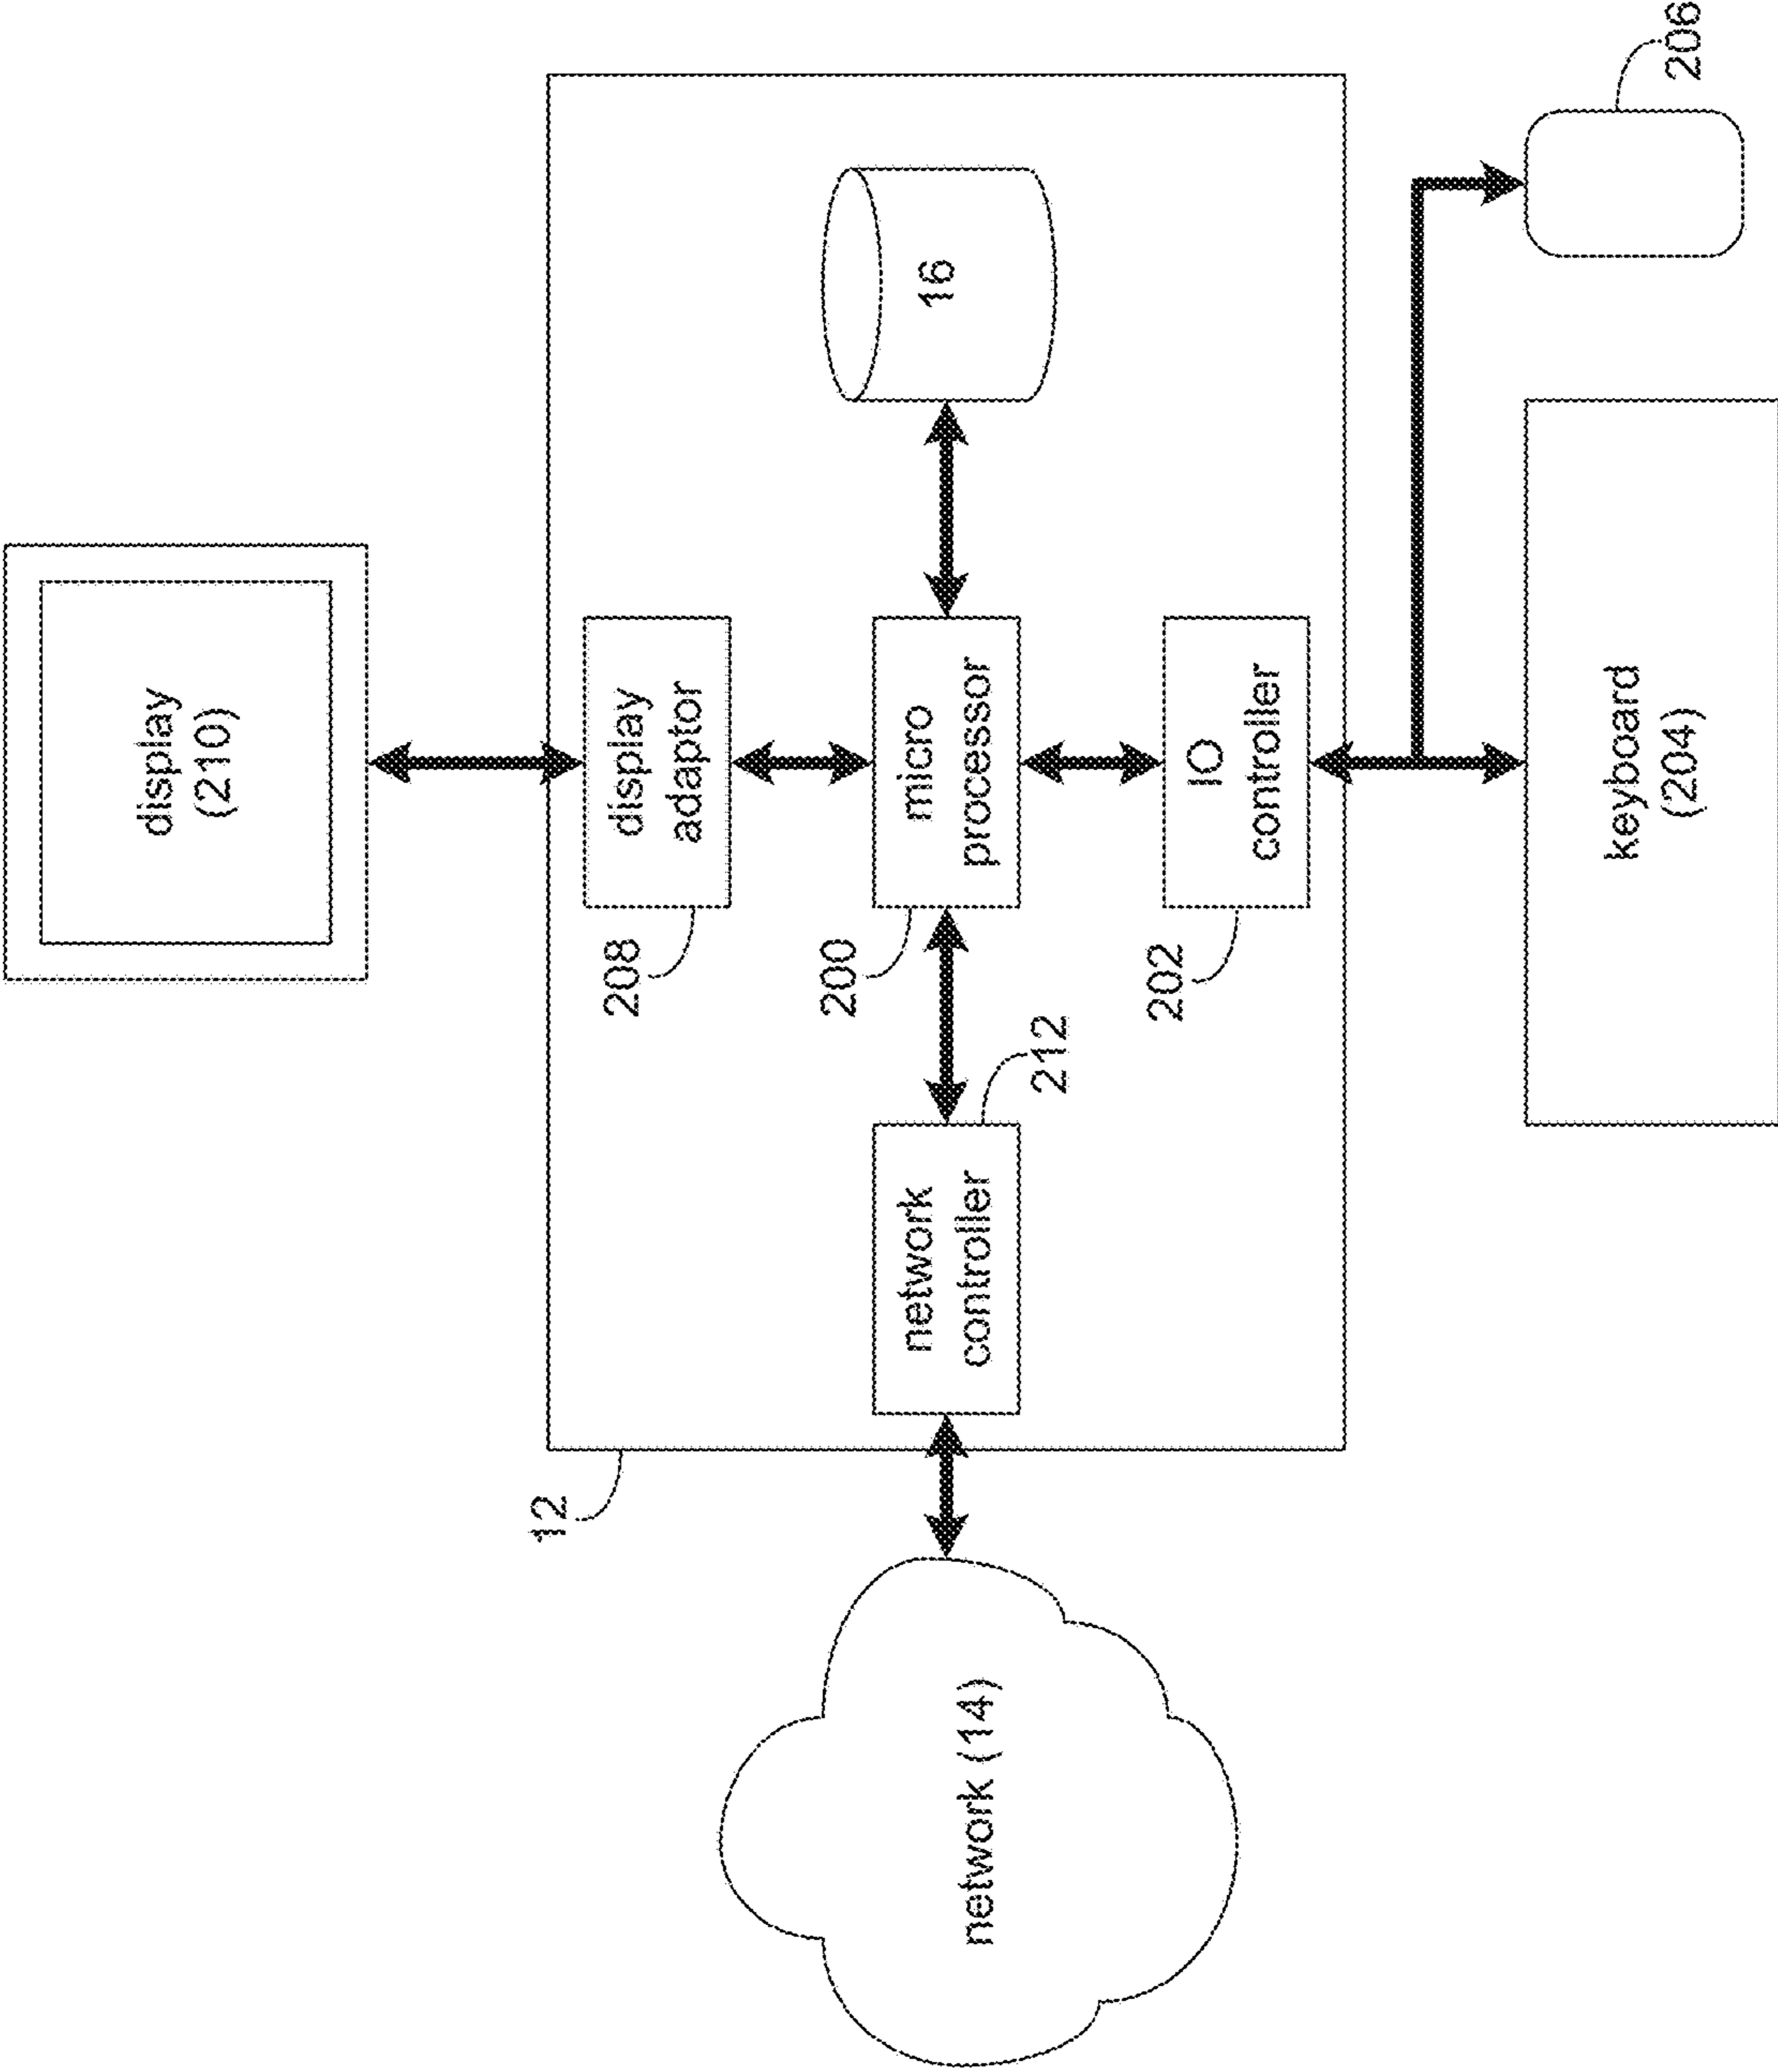 display
(210)
display
adaptor
208
micro
processor
200
16
IO
controller
202
network
controller
212
12
network (14)
keyboard
(204)
206